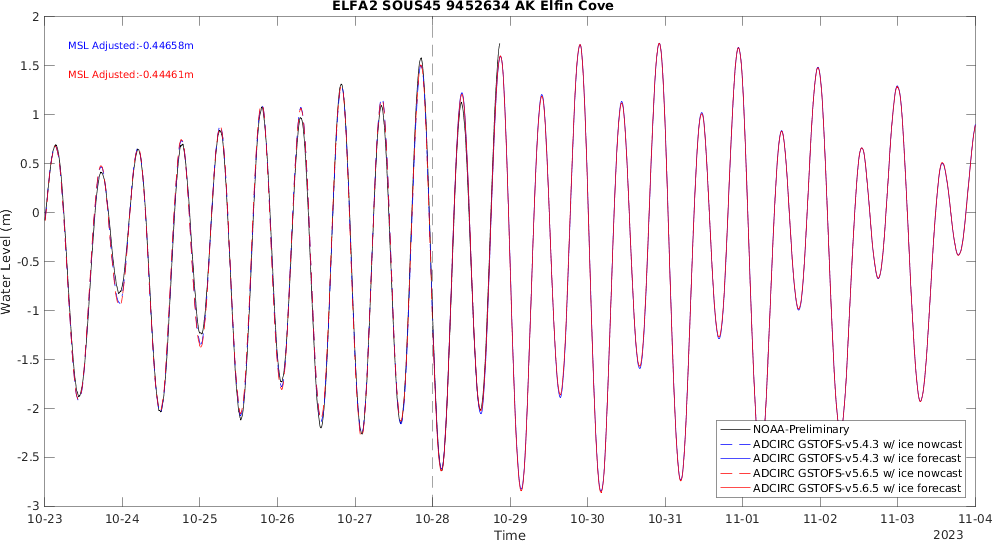 ELFA2 SOUS45 9452634 AK Elfin Cove
MSL Adjusted:-0.44658m
MSL Adjusted:-0.44461m
Water Level (m)
2
1.5
1
0.5
0
-0.5
-1
-1.5
-2
-2.5
-3
NOAA-Preliminary
ADCIRC GSTOFS-v5.4.3 w/ ice nowcast
ADCIRC GSTOFS-v5.4.3 w/ ice forecast
ADCIRC GSTOFS-v5.6.5 w/ ice nowcast
ADCIRC GSTOFS-v5.6.5 w/ ice forecast
10-23 10-24 10-25 10-26 10-27 10-28 10-29 10-30 10-31 11-01 11-02 11-03 11-04
Time
2023